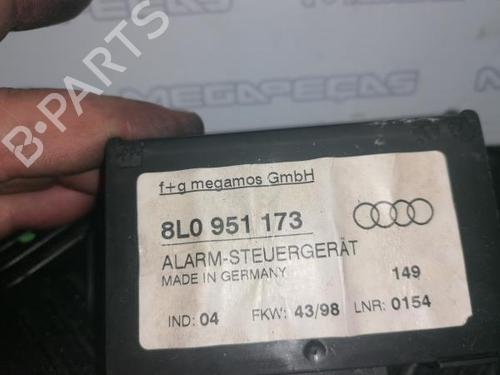 B-PARTS
MEGAPEÇAS
f+g megamos GmbH
8L0 951 173
ALARM-STEUERGERÄT
MADE IN GERMANY
149
IND: 04 FKW: 43/98 LNR: 0154